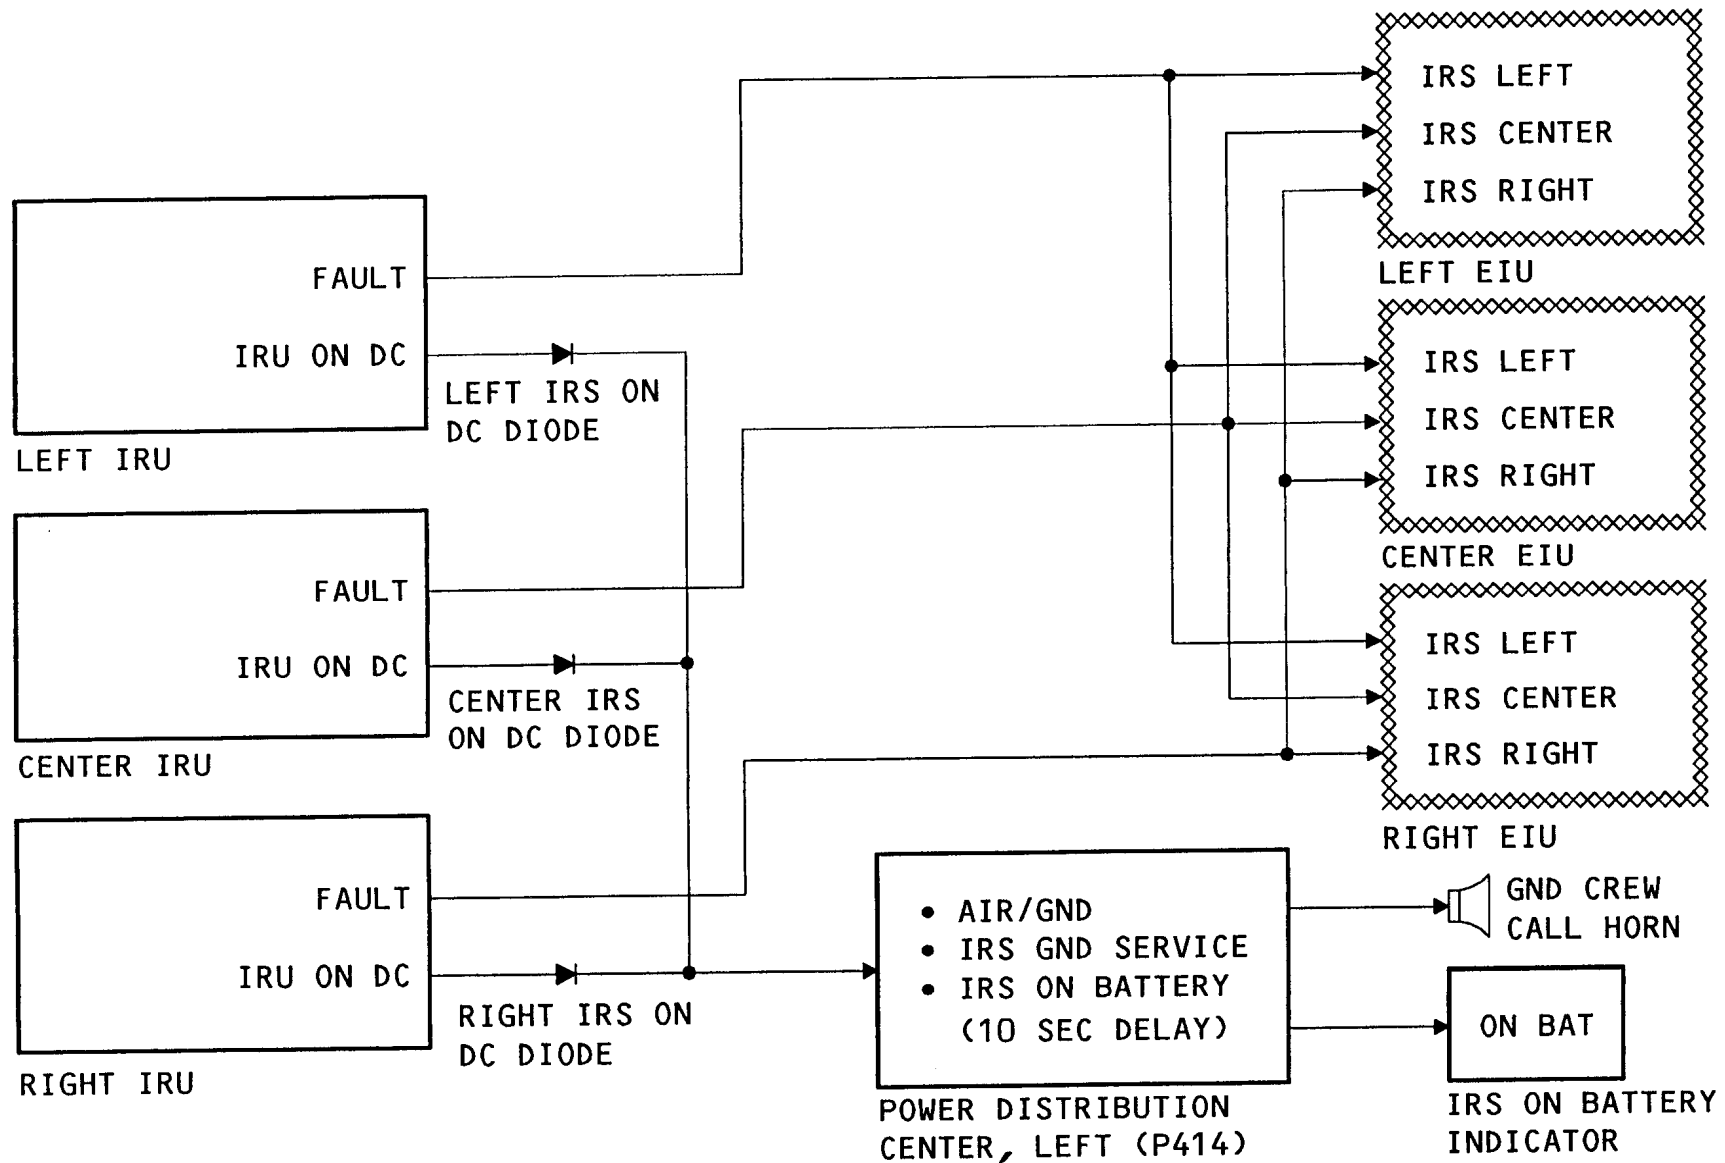 FAULT
IRU ON DC
LEFT IRU
LEFT IRS ON
DC DIODE
FAULT
IRU ON DC
CENTER IRU
CENTER IRS
ON DC DIODE
FAULT
IRU ON DC
RIGHT IRU
RIGHT IRS ON
DC DIODE
IRS LEFT
IRS CENTER
IRS RIGHT
LEFT EIU
IRS LEFT
IRS CENTER
IRS RIGHT
CENTER EIU
IRS LEFT
IRS CENTER
IRS RIGHT
RIGHT EIU
• AIR/GND
• IRS GND SERVICE
• IRS ON BATTERY
(10 SEC DELAY)
POWER DISTRIBUTION
CENTER, LEFT (P414)
GND CREW
CALL HORN
ON BAT
IRS ON BATTERY
INDICATOR